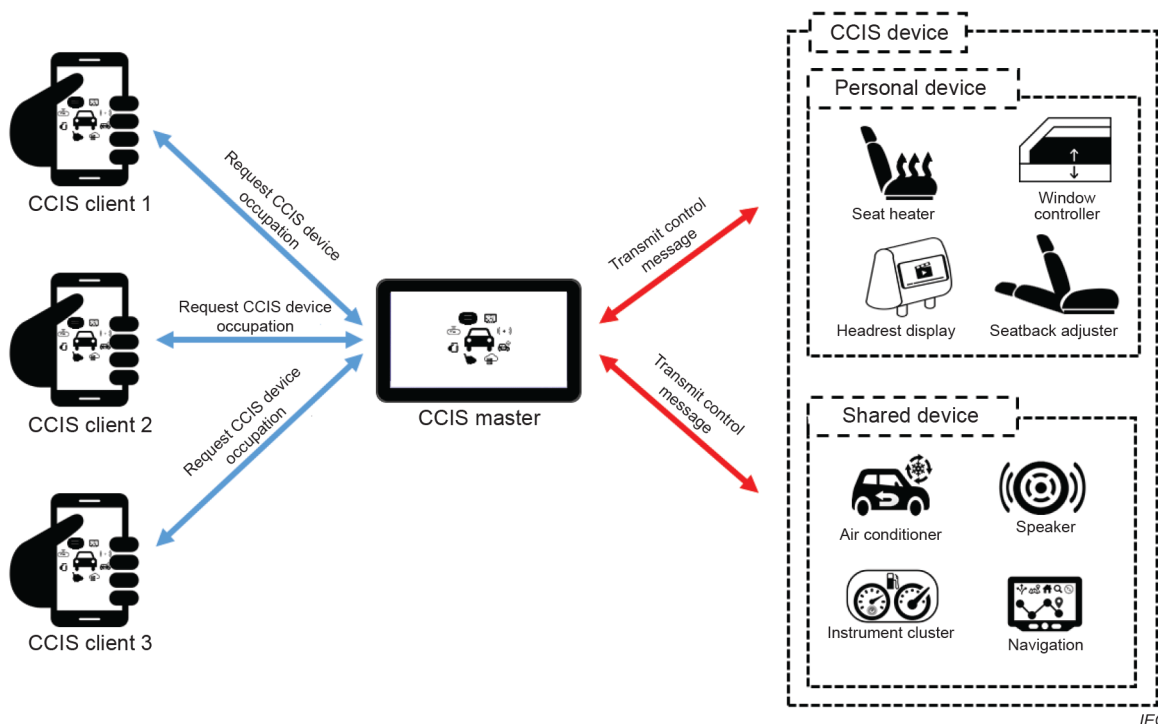 CCIS client 1
CCIS client 2
CCIS client 3
Request CCIS device
occupation
Request CCIS device
occupation
Request CCIS device
occupation
CCIS master
Transmit control
message
Transmit control
message
CCIS device
Personal device
Seat heater
Window
controller
Headrest display
Seatback adjuster
Shared device
Air conditioner
Speaker
Instrument cluster
Navigation